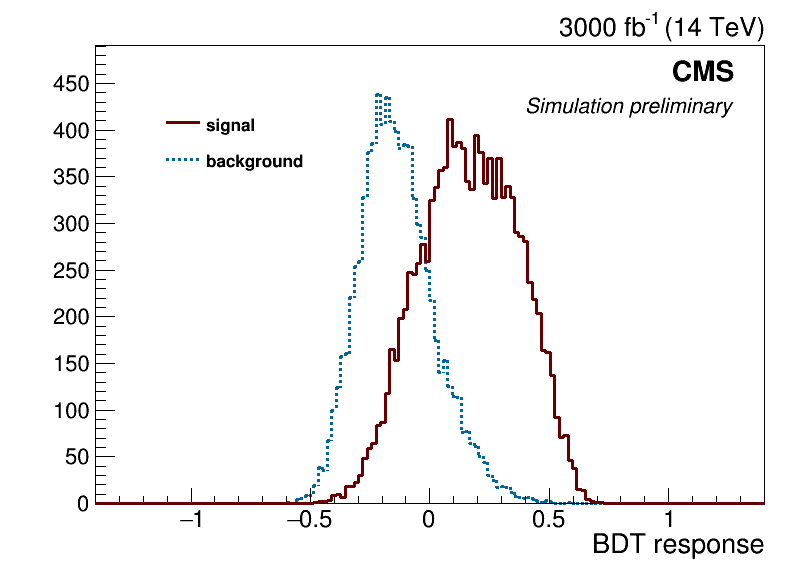 3000 fb⁻¹ (14 TeV)
CMS
Simulation preliminary
signal
background
450
400
350
300
250
200
150
100
50
0
−1 −0.5 0 0.5 1
BDT response